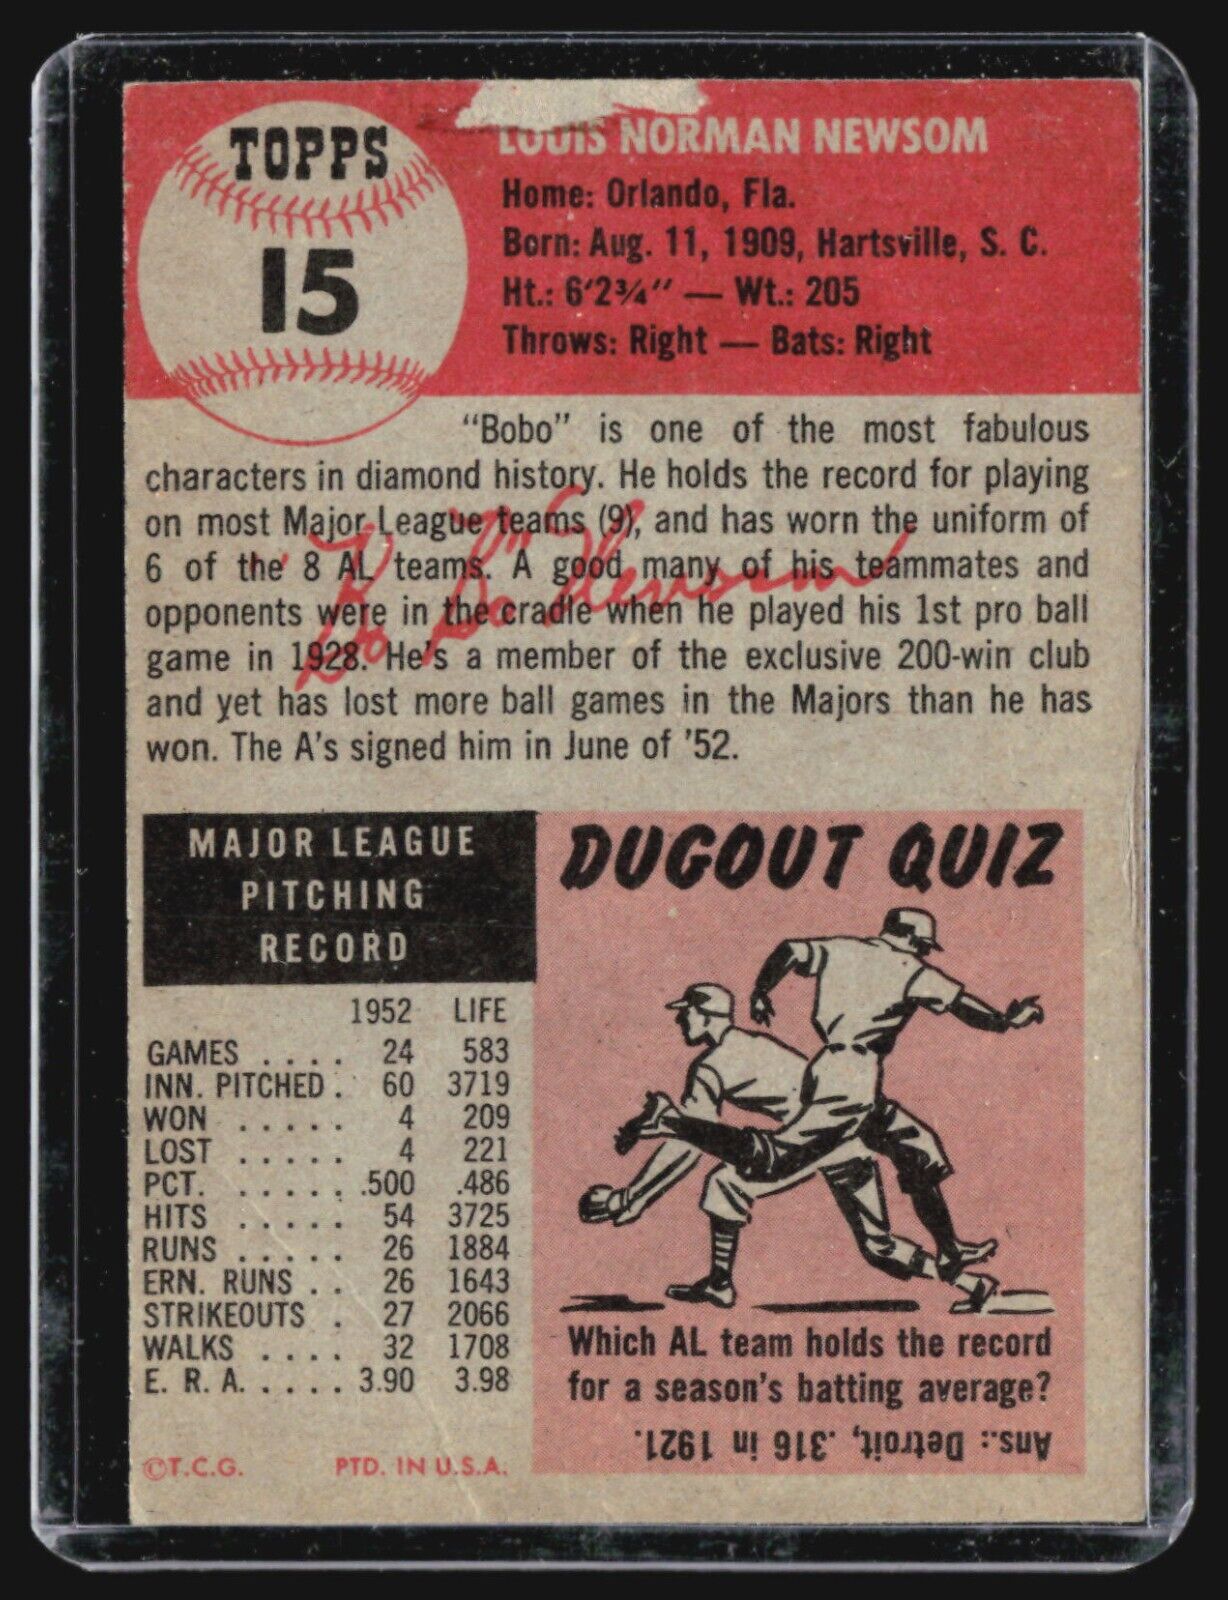 TOPPS
15
LOUIS NORMAN NEWSOM
Home: Orlando, Fla.
Born: Aug. 11, 1909, Hartsville, S. C.
Ht.: 6'2¾" — Wt.: 205
Throws: Right — Bats: Right
"Bobo" is one of the most fabulous
characters in diamond history. He holds the record for playing
on most Major League teams (9), and has worn the uniform of
6 of the 8 AL teams. A good many of his teammates and
opponents were in the cradle when he played his 1st pro ball
game in 1928. He's a member of the exclusive 200-win club
and yet has lost more ball games in the Majors than he has
won. The A's signed him in June of '52.
"Bobo" Newsom
MAJOR LEAGUE
PITCHING
RECORD
1952 LIFE
GAMES .... 24 583
INN. PITCHED . 60 3719
WON ..... 4 209
LOST ..... 4 221
PCT. ..... .500 .486
HITS .... 54 3725
RUNS .... 26 1884
ERN. RUNS .. 26 1643
STRIKEOUTS . 27 2066
WALKS .... 32 1708
E. R. A. .... 3.90 3.98
©T.C.G. PTD. IN U.S.A.
DUGOUT QUIZ
Which AL team holds the record
for a season's batting average?
Ans.: Detroit, .316 in 1921.